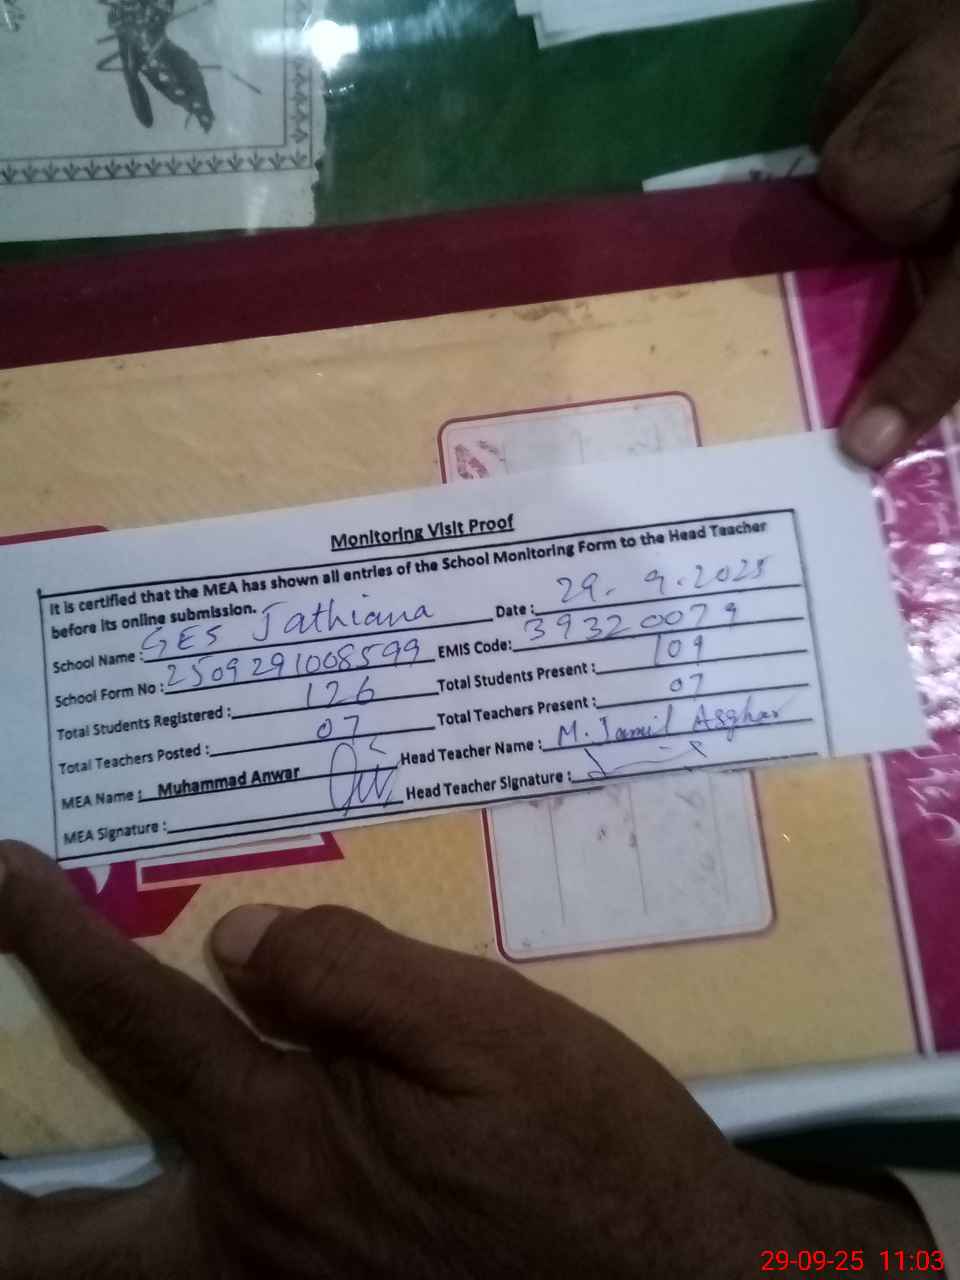 Monitoring Visit Proof
It is certified that the MEA has shown all entries of the School Monitoring Form to the Head Teacher
before its online submission.
School Name : GES Jathiana Date : 29. 9. 2025
School Form No : 2509291008599 EMIS Code: 39320079
Total Students Registered : 126 Total Students Present : 109
Total Teachers Posted : 07 Total Teachers Present : 07
MEA Name : Muhammad Anwar Head Teacher Name : M. Jamil Asghar
MEA Signature : Head Teacher Signature :
29-09-25 11:03